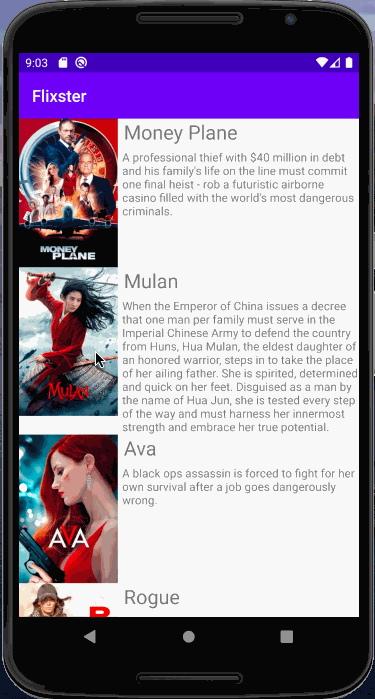 9:03
Flixster
Money Plane
A professional thief with $40 million in debt
and his family's life on the line must commit
one final heist - rob a futuristic airborne
casino filled with the world's most dangerous
criminals.
MONEY
PLANE
Mulan
When the Emperor of China issues a decree
that one man per family must serve in the
Imperial Chinese Army to defend the country
from Huns, Hua Mulan, the eldest daughter of
an honored warrior, steps in to take the place
of her ailing father. She is spirited, determined
and quick on her feet. Disguised as a man by
the name of Hua Jun, she is tested every step
of the way and must harness her innermost
strength and embrace her true potential.
MULAN
Ava
A black ops assassin is forced to fight for her
own survival after a job goes dangerously
wrong.
AVA
Rogue